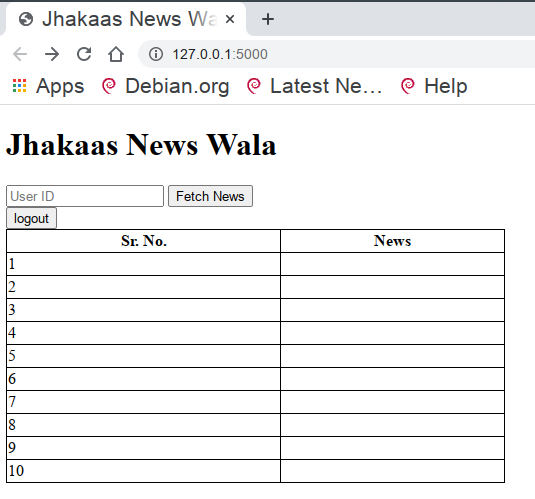 Jhakaas News Wa
127.0.0.1:5000
Apps Debian.org Latest Ne… Help
Jhakaas News Wala
User ID Fetch News
logout
Sr. No. News
1
2
3
4
5
6
7
8
9
10